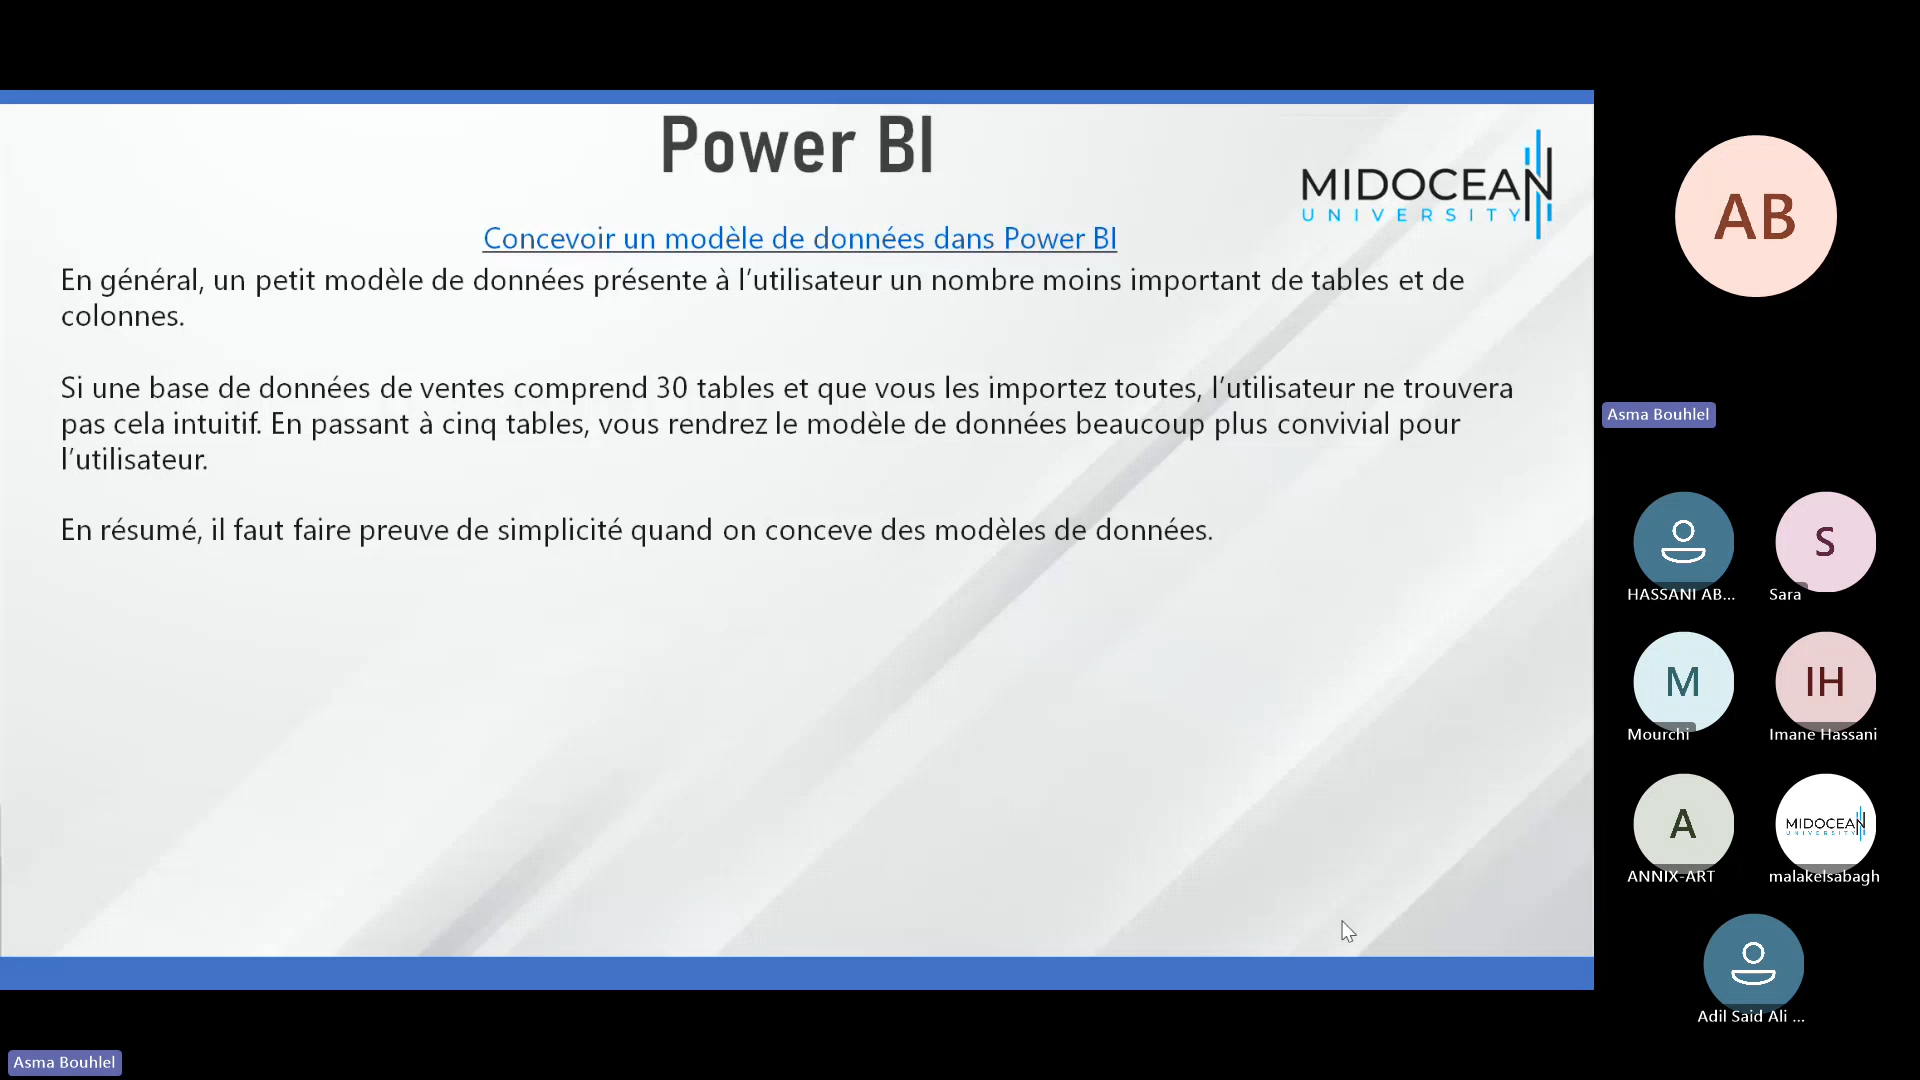 Power BI
MIDOCEAN
UNIVERSITY
Concevoir un modèle de données dans Power BI
En général, un petit modèle de données présente à l’utilisateur un nombre moins important de tables et de
colonnes.
Si une base de données de ventes comprend 30 tables et que vous les importez toutes, l’utilisateur ne trouvera
pas cela intuitif. En passant à cinq tables, vous rendrez le modèle de données beaucoup plus convivial pour
l’utilisateur.
En résumé, il faut faire preuve de simplicité quand on conceve des modèles de données.
AB
Asma Bouhlel
S
HASSANI AB...
Sara
M
IH
Mourchi
Imane Hassani
A
MIDOCEAN
UNIVERSITY
ANNIX-ART
malakelsabagh
Adil Said Ali ...
Asma Bouhlel